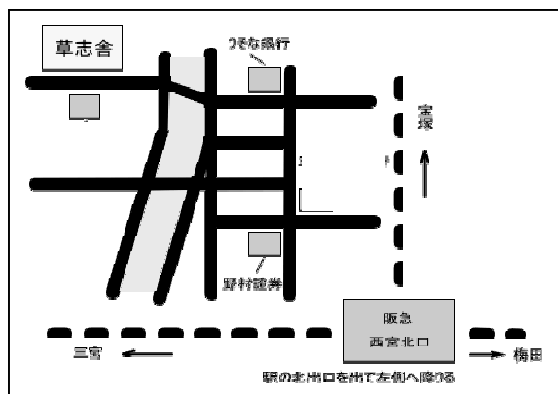 草志舎
りそな銀行
宝塚
野村證券
阪急
西宮北口
三宮
梅田
駅の北出口を出て左側へ降りる